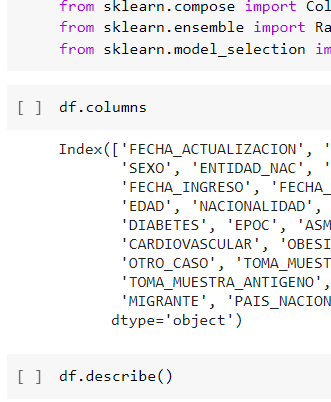 from sklearn.compose import Col
from sklearn.ensemble import Ra
from sklearn.model_selection im
[ ] df.columns
Index(['FECHA_ACTUALIZACION', '
'SEXO', 'ENTIDAD_NAC', '
'FECHA_INGRESO', 'FECHA_
'EDAD', 'NACIONALIDAD',
'DIABETES', 'EPOC', 'ASM
'CARDIOVASCULAR', 'OBESI
'OTRO_CASO', 'TOMA_MUEST
'TOMA_MUESTRA_ANTIGENO',
'MIGRANTE', 'PAIS_NACION
dtype='object')
[ ] df.describe()